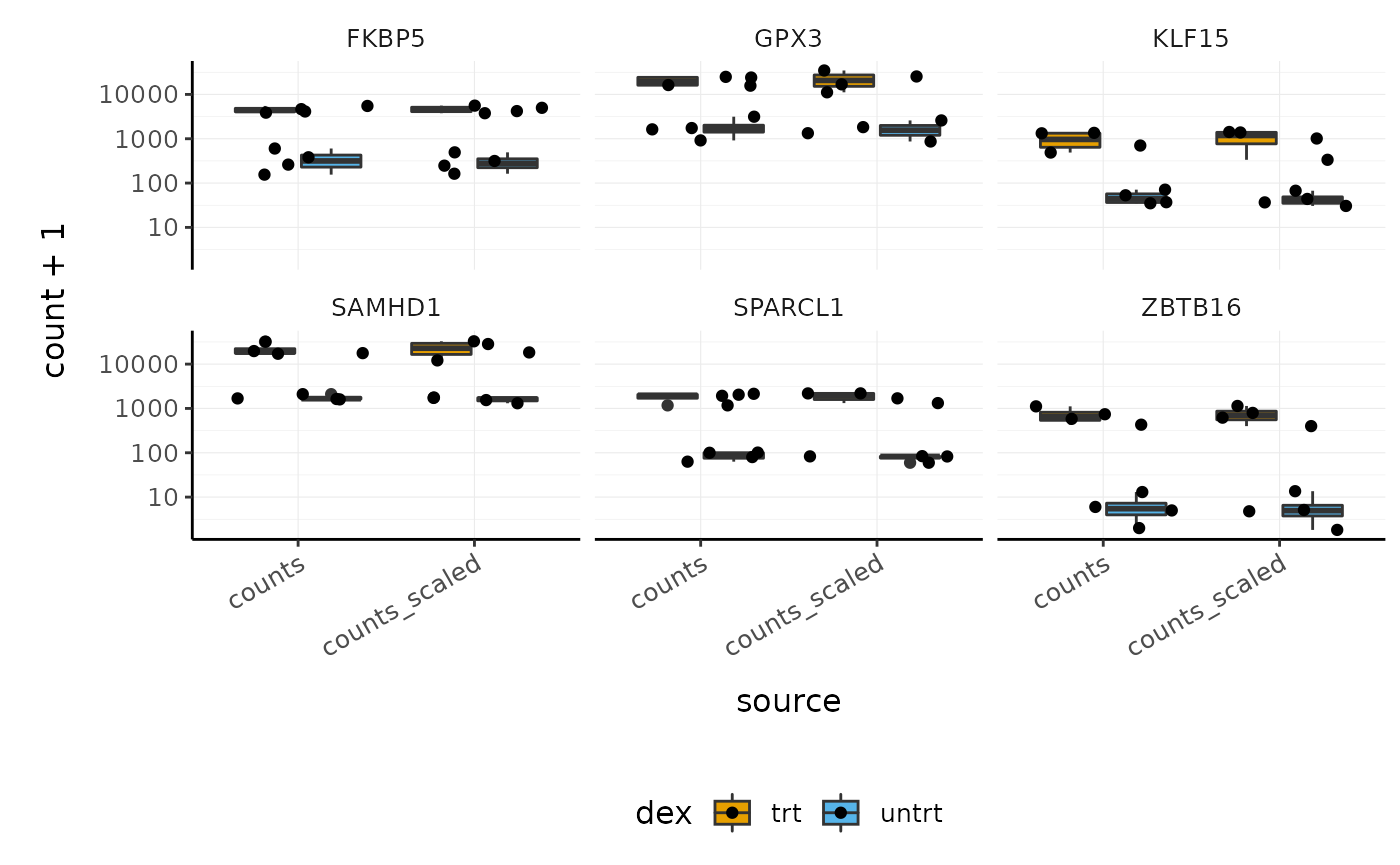 FKBP5 GPX3 KLF15
10000
1000
100
10
count + 1
SAMHD1 SPARCL1 ZBTB16
10000
1000
100
10
counts counts_scaled counts counts_scaled counts counts_scaled
source
dex trt untrt